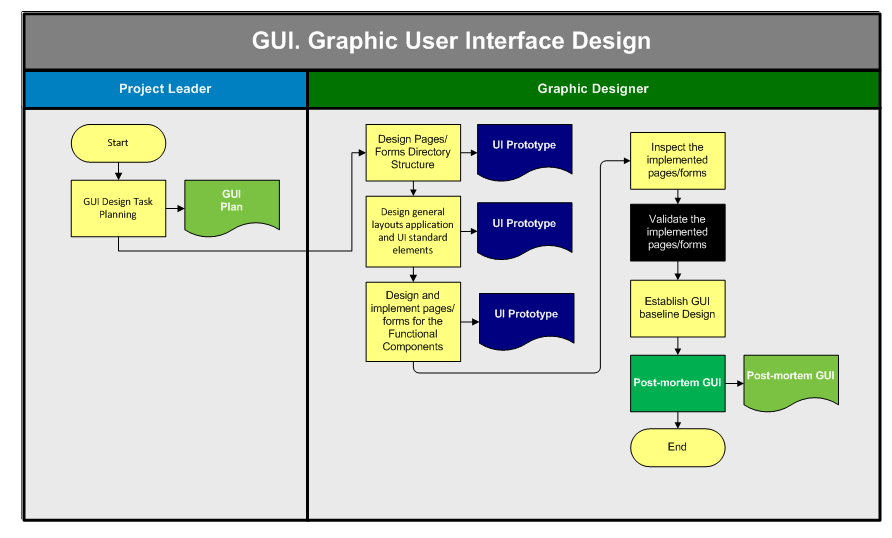 GUI. Graphic User Interface Design
Project Leader
Graphic Designer
Start
GUI Design Task
Planning
GUI
Plan
Design Pages/
Forms Directory
Structure
UI Prototype
Design general
layouts application
and UI standard
elements
UI Prototype
Design and
implement pages/
forms for the
Functional
Components
UI Prototype
Inspect the
implemented
pages/forms
Validate the
implemented
pages/forms
Establish GUI
baseline Design
Post-mortem GUI
Post-mortem GUI
End